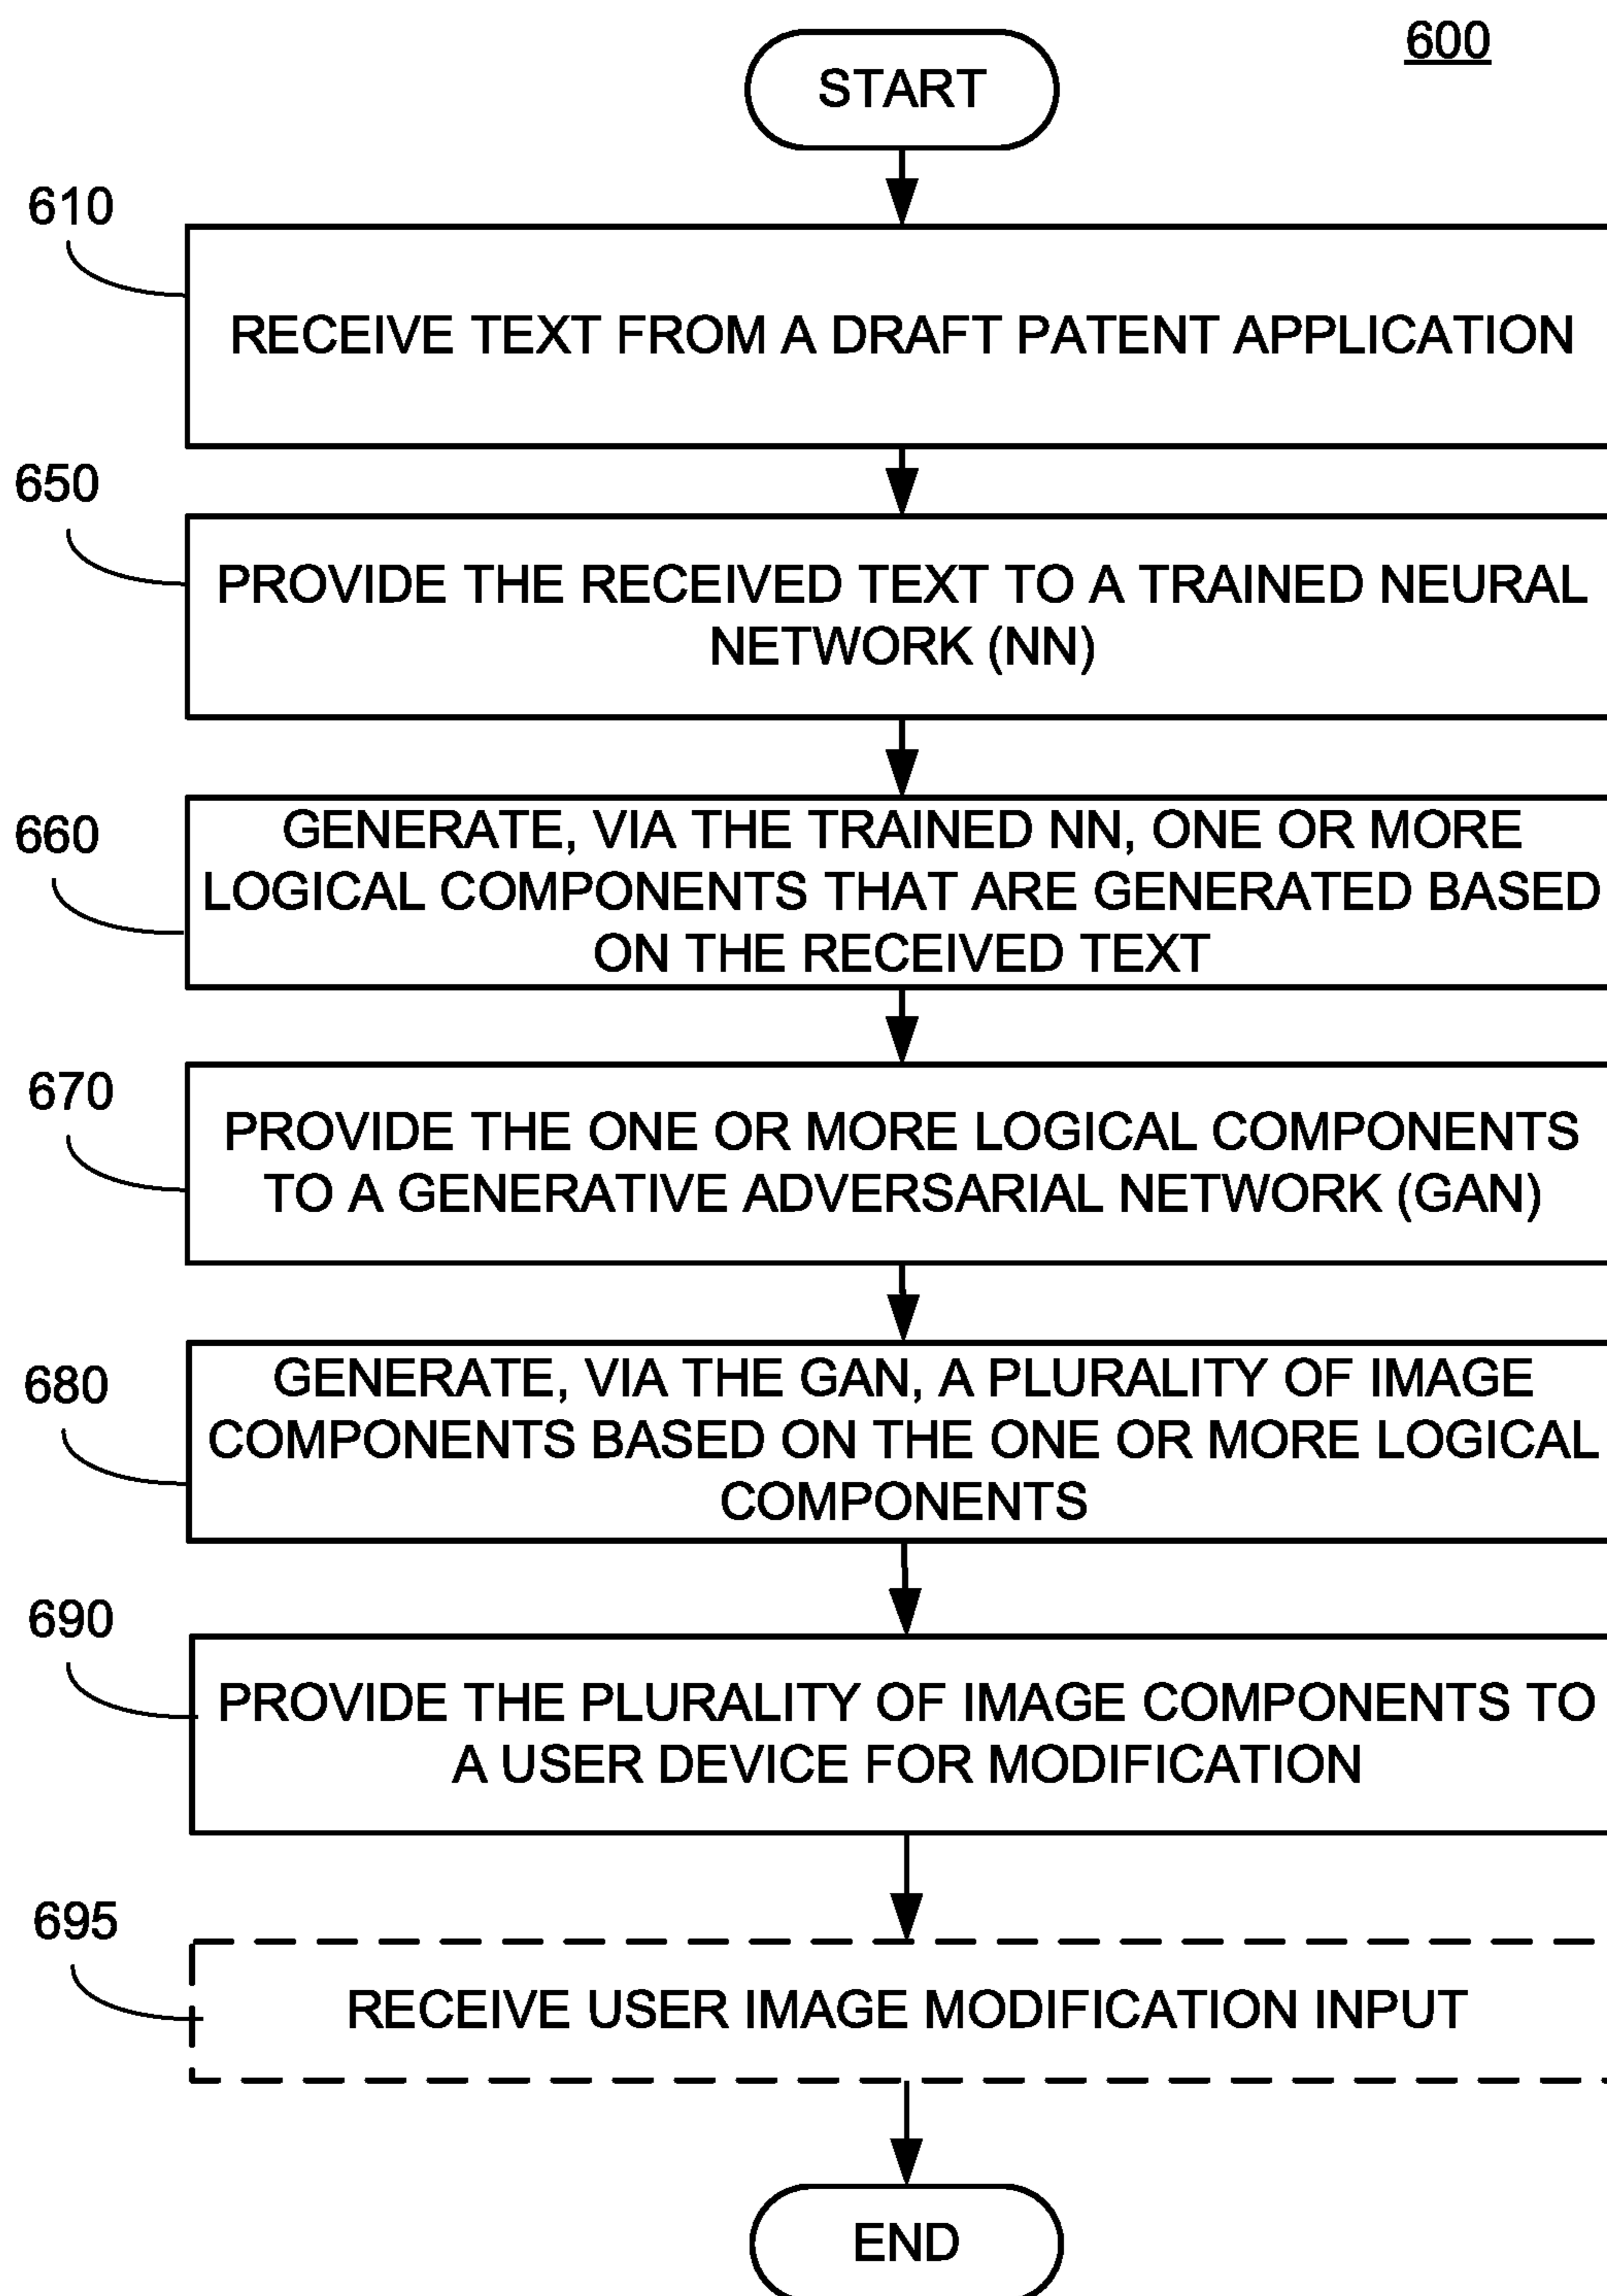 600
START
610
RECEIVE TEXT FROM A DRAFT PATENT APPLICATION
650
PROVIDE THE RECEIVED TEXT TO A TRAINED NEURAL
NETWORK (NN)
660
GENERATE, VIA THE TRAINED NN, ONE OR MORE
LOGICAL COMPONENTS THAT ARE GENERATED BASED
ON THE RECEIVED TEXT
670
PROVIDE THE ONE OR MORE LOGICAL COMPONENTS
TO A GENERATIVE ADVERSARIAL NETWORK (GAN)
680
GENERATE, VIA THE GAN, A PLURALITY OF IMAGE
COMPONENTS BASED ON THE ONE OR MORE LOGICAL
COMPONENTS
690
PROVIDE THE PLURALITY OF IMAGE COMPONENTS TO
A USER DEVICE FOR MODIFICATION
695
RECEIVE USER IMAGE MODIFICATION INPUT
END